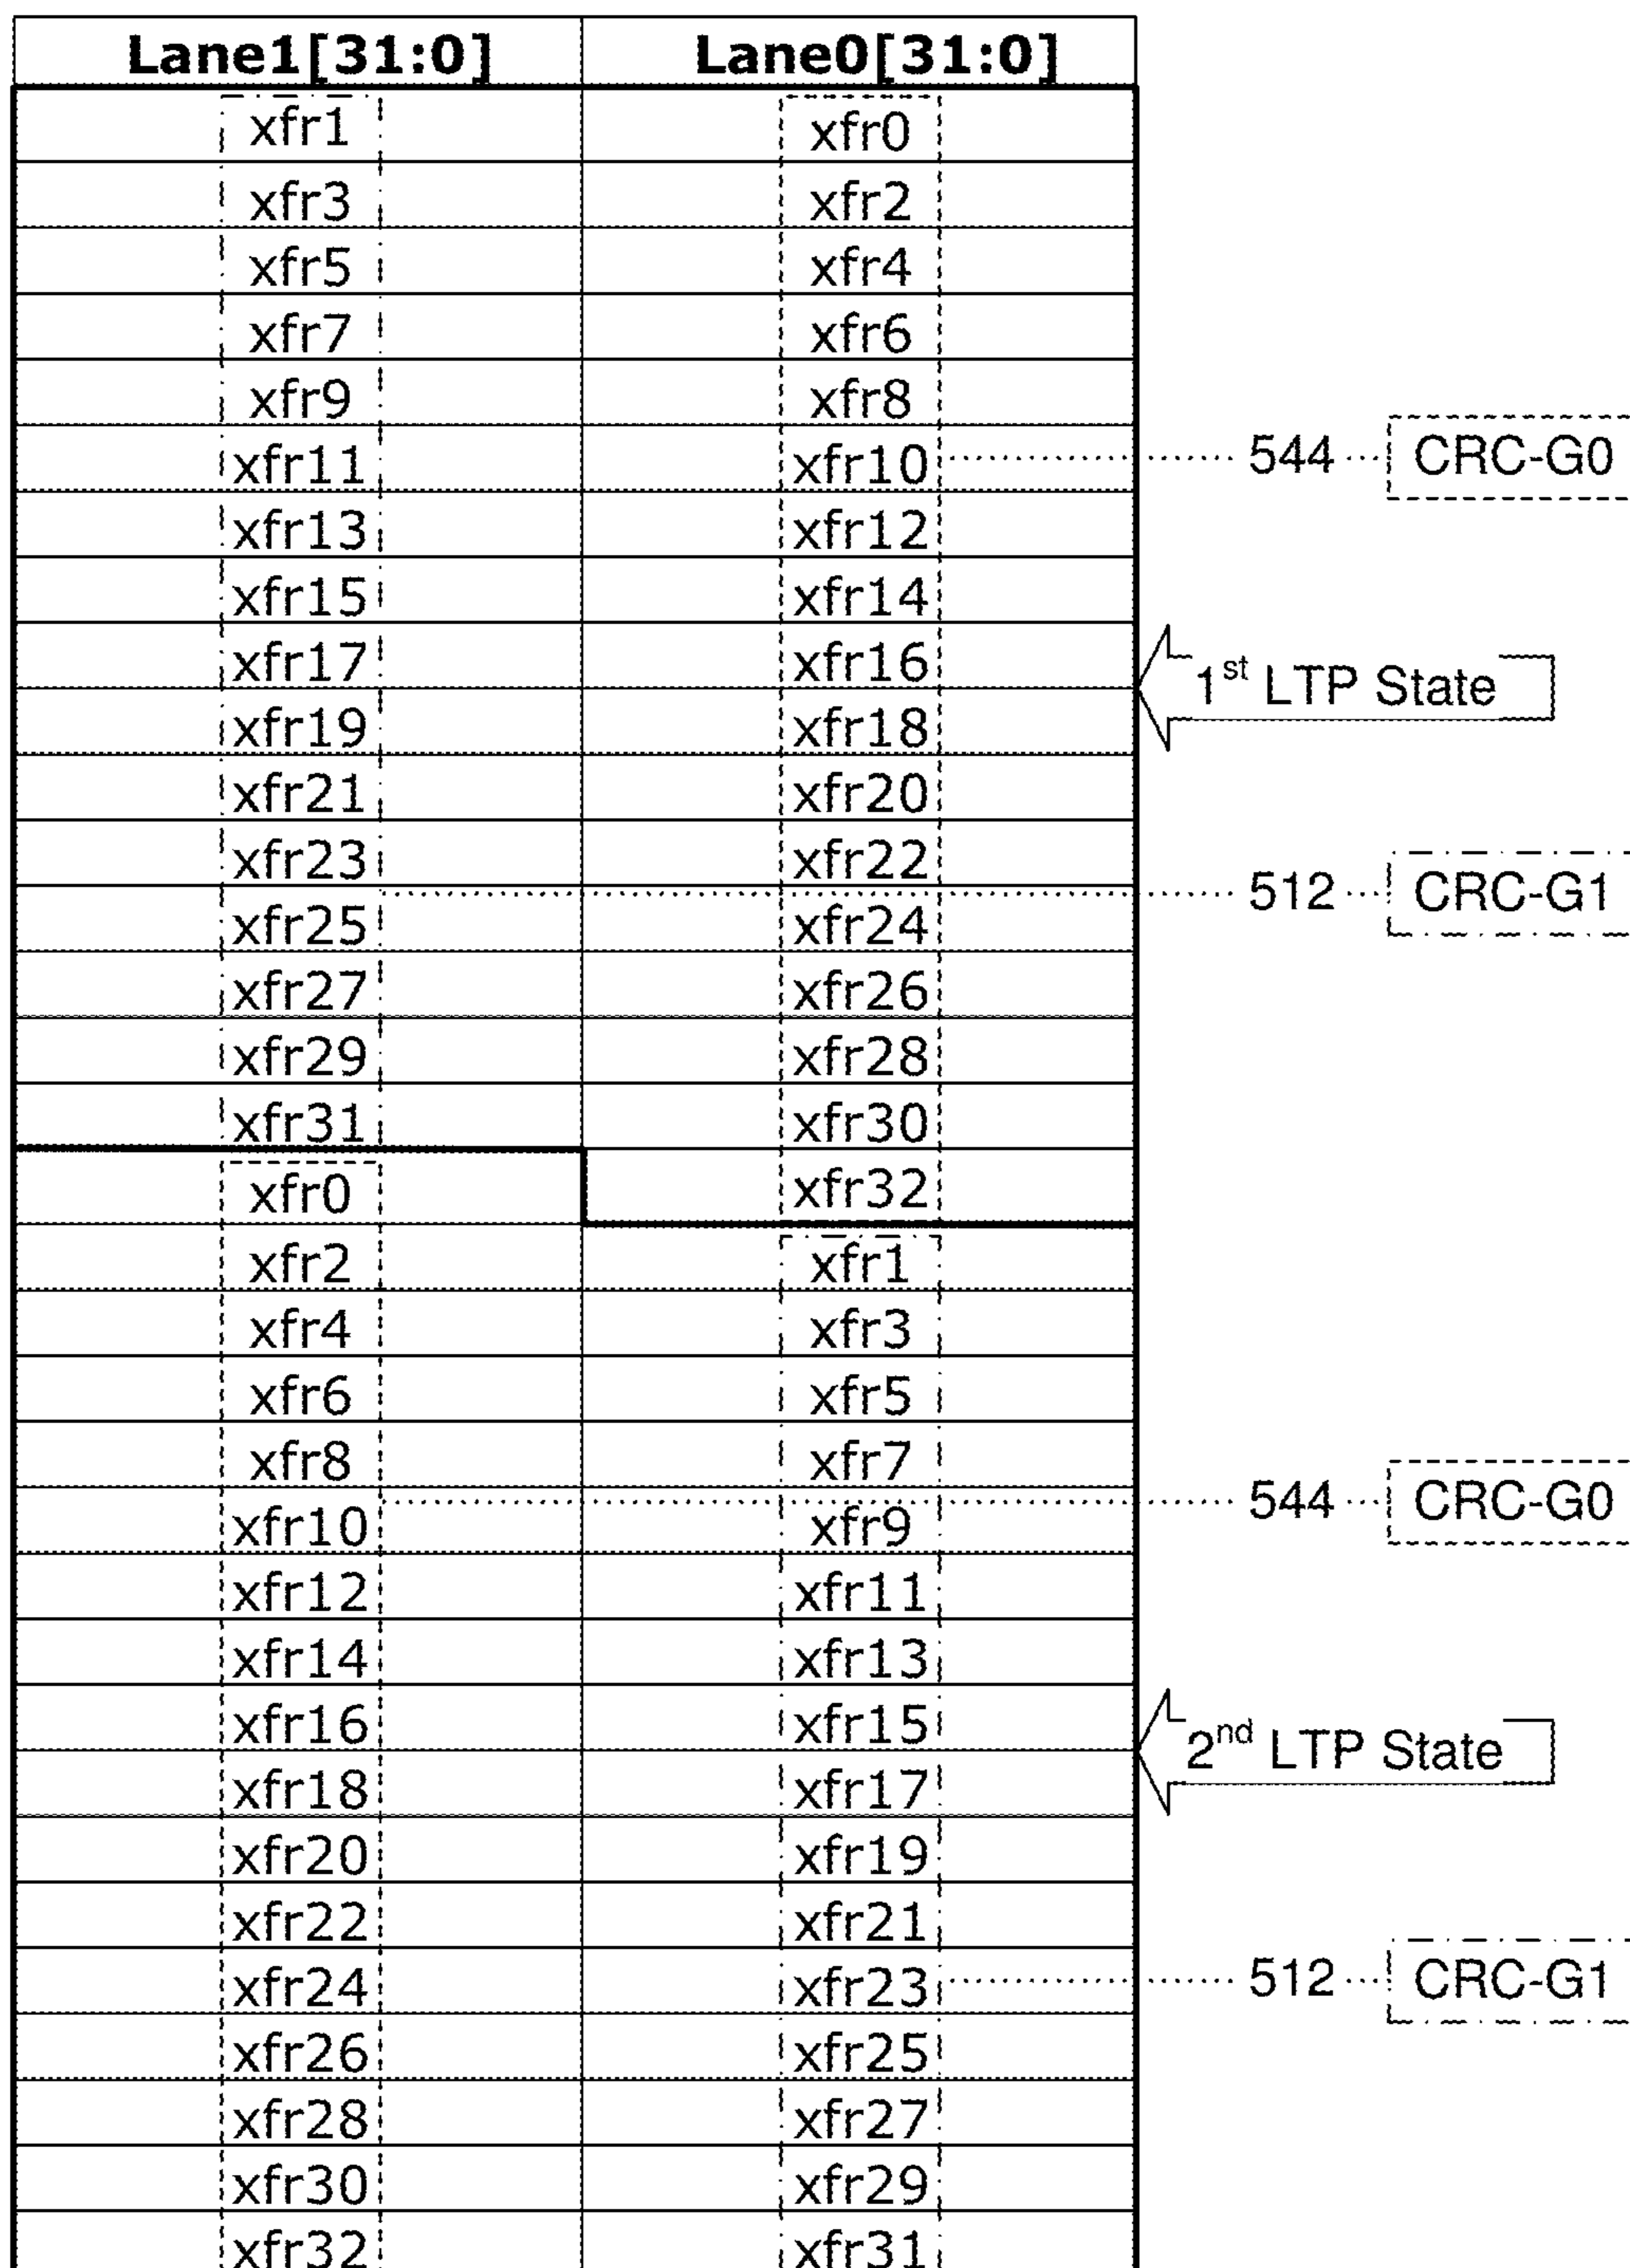 Lane1[31:0] Lane0[31:0]
xfr1 xfr0
xfr3 xfr2
xfr5 xfr4
xfr7 xfr6
xfr9 xfr8
xfr11 xfr10 544 CRC-G0
xfr13 xfr12
xfr15 xfr14
xfr17 xfr16
1st LTP State
xfr19 xfr18
xfr21 xfr20
xfr23 xfr22
512 CRC-G1
xfr25 xfr24
xfr27 xfr26
xfr29 xfr28
xfr31 xfr30
xfr0 xfr32
xfr2 xfr1
xfr4 xfr3
xfr6 xfr5
xfr8 xfr7
544 CRC-G0
xfr10 xfr9
xfr12 xfr11
xfr14 xfr13
xfr16 xfr15
2nd LTP State
xfr18 xfr17
xfr20 xfr19
xfr22 xfr21
xfr24 xfr23 512 CRC-G1
xfr26 xfr25
xfr28 xfr27
xfr30 xfr29
xfr32 xfr31